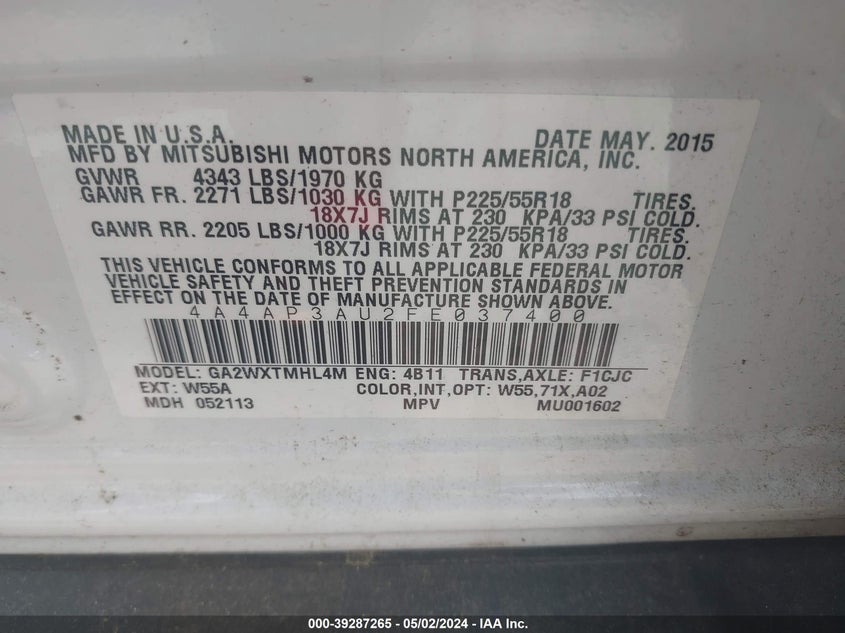 MADE IN U.S.A. DATE MAY. 2015
MFD BY MITSUBISHI MOTORS NORTH AMERICA, INC.
GVWR 4343 LBS/1970 KG
GAWR FR. 2271 LBS/1030 KG WITH P225/55R18 TIRES.
18X7J RIMS AT 230 KPA/33 PSI COLD.
GAWR RR. 2205 LBS/1000 KG WITH P225/55R18 TIRES.
18X7J RIMS AT 230 KPA/33 PSI COLD.
THIS VEHICLE CONFORMS TO ALL APPLICABLE FEDERAL MOTOR
VEHICLE SAFETY AND THEFT PREVENTION STANDARDS IN
EFFECT ON THE DATE OF MANUFACTURE SHOWN ABOVE.
4A4AP3AU2FE037400
MODEL: GA2WXTMHL4M ENG: 4B11 TRANS,AXLE: F1CJC
EXT: W55A COLOR,INT,OPT: W55,71X,A02
MDH 052113 MPV MU001602
000-39287265 - 05/02/2024 - IAA Inc.